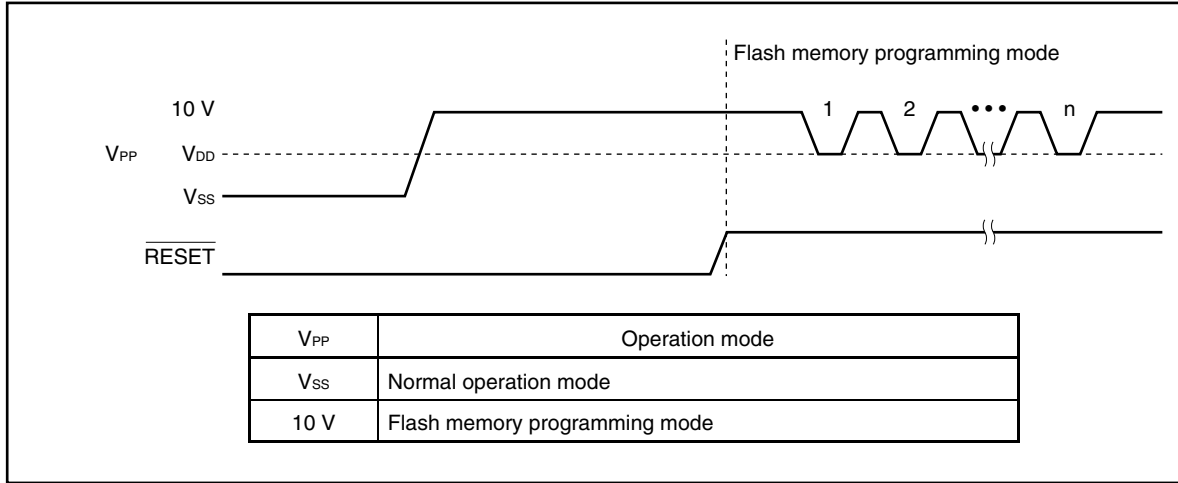 Flash memory programming mode
10 V
1 2 ••• n
VPP VDD
VSS
RESET
VPP Operation mode
VSS Normal operation mode
10 V Flash memory programming mode